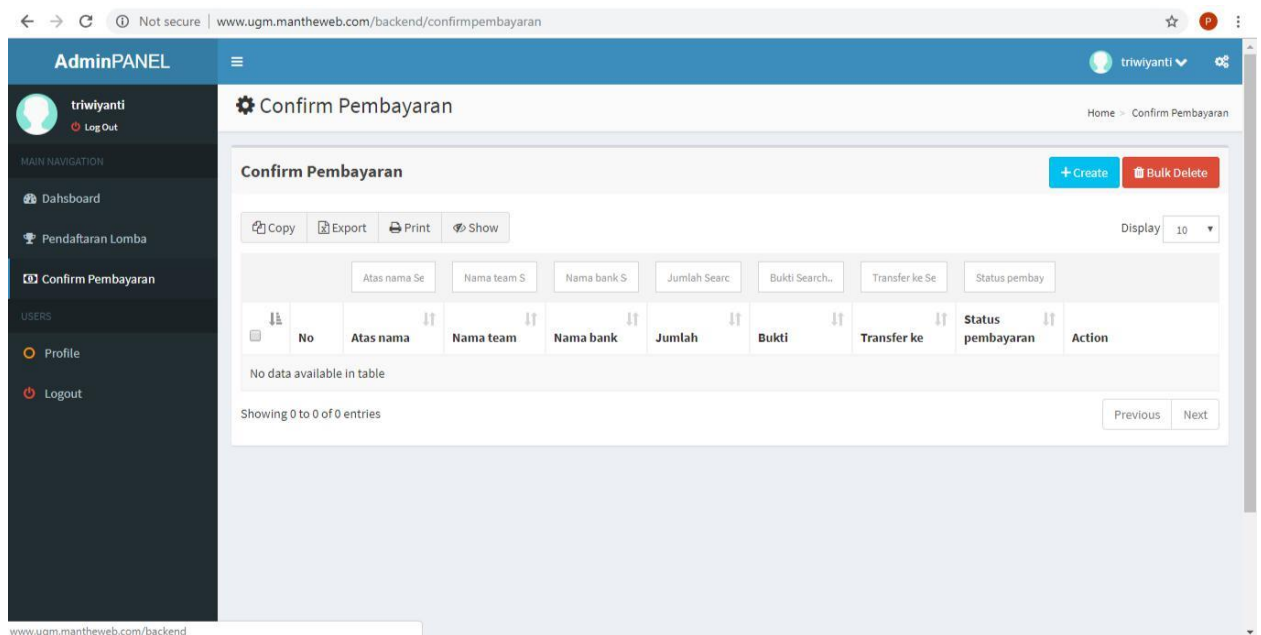 Not secure | www.ugm.mantheweb.com/backend/confirmpembayaran
P
AdminPANEL
triwiyanti
triwiyanti
Log Out
Confirm Pembayaran
Home > Confirm Pembayaran
MAIN NAVIGATION
Dahsboard
Pendaftaran Lomba
Confirm Pembayaran
USERS
Profile
Logout
Confirm Pembayaran
+ Create
Bulk Delete
Copy Export Print Show
Display 10
Atas nama Se Nama team S Nama bank S Jumlah Searc Bukti Search.. Transfer ke Se Status pembay
No Atas nama Nama team Nama bank Jumlah Bukti Transfer ke Status pembayaran Action
No data available in table
Showing 0 to 0 of 0 entries
Previous Next
www.ugm.mantheweb.com/backend